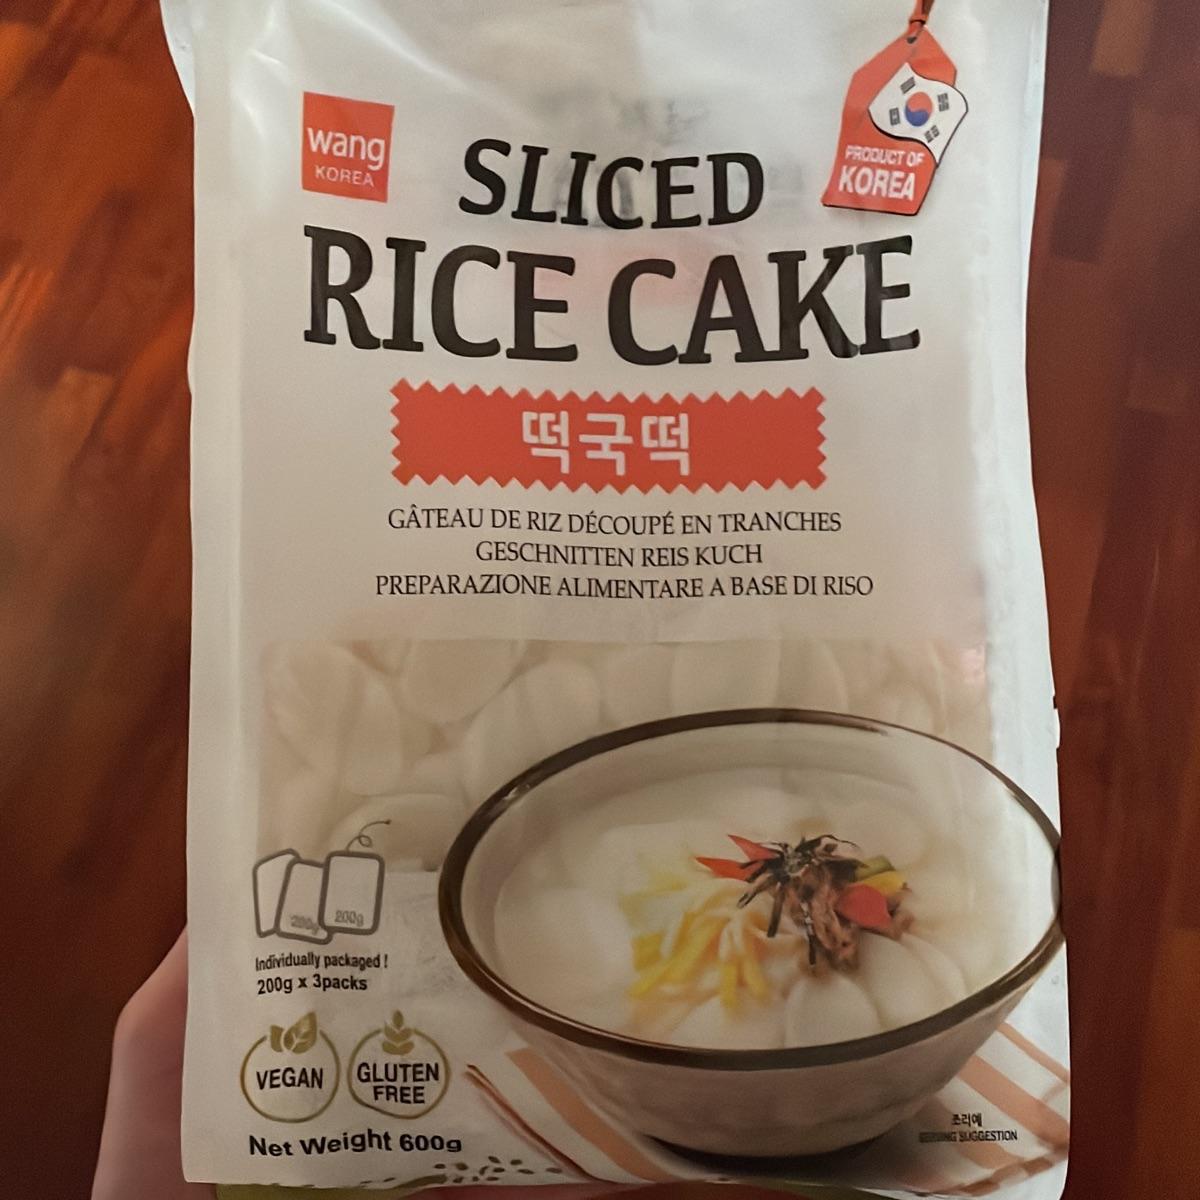 wang
KOREA
PRODUCT OF
KOREA
SLICED
RICE CAKE
떡국떡
GÂTEAU DE RIZ DÉCOUPÉ EN TRANCHES
GESCHNITTEN REIS KUCH
PREPARAZIONE ALIMENTARE A BASE DI RISO
200g
200g
Individually packaged !
200g x 3packs
VEGAN
GLUTEN
FREE
Net Weight 600g
조리예
SERVING SUGGESTION